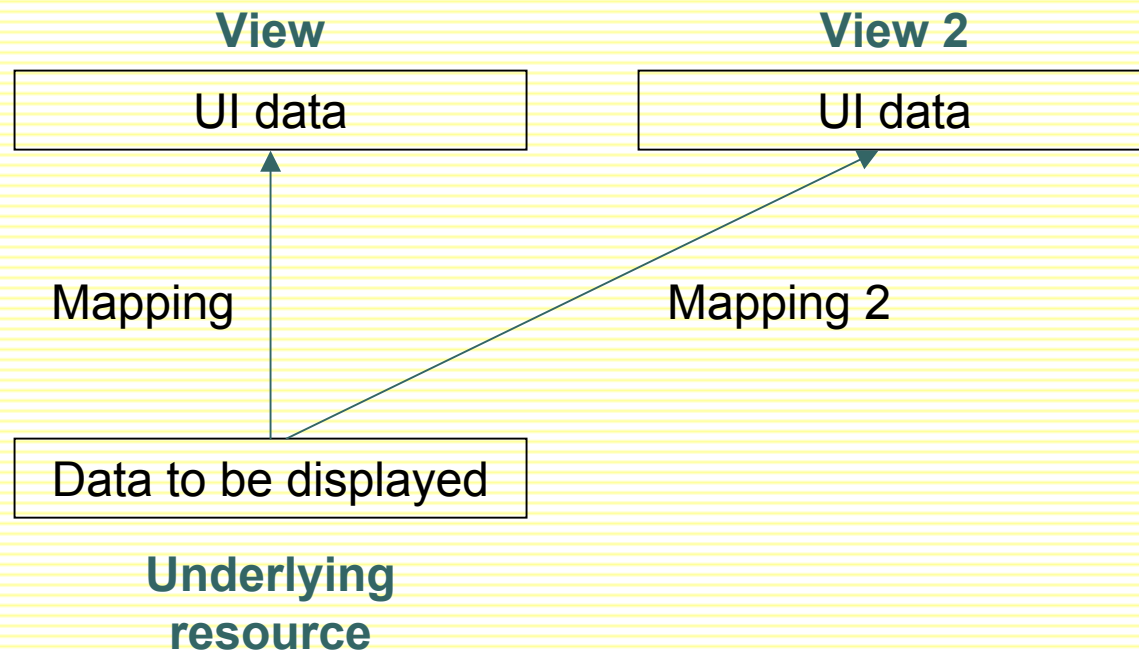 View
View 2
UI data
UI data
Mapping
Mapping 2
Data to be displayed
Underlying
resource